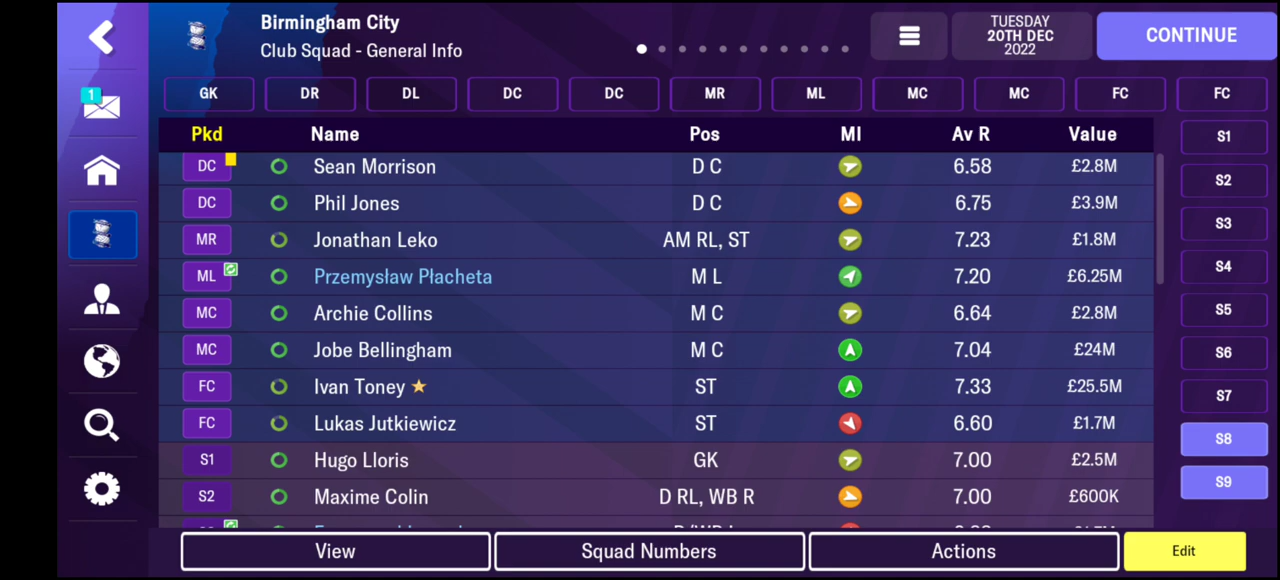 Birmingham City
Club Squad - General Info
TUESDAY
20TH DEC
2022
CONTINUE
1
GK DR DL DC DC MR ML MC MC FC FC
Pkd Name Pos Ml Av R Value
DC Sean Morrison D C 6.58 £2.8M
DC Phil Jones D C 6.75 £3.9M
MR Jonathan Leko AM RL, ST 7.23 £1.8M
ML Przemysław Płacheta M L 7.20 £6.25M
MC Archie Collins M C 6.64 £2.8M
MC Jobe Bellingham M C 7.04 £24M
FC Ivan Toney M ST 7.33 £25.5M
FC Lukas Jutkiewicz ST 6.60 £1.7M
S1 Hugo Lloris GK 7.00 £2.5M
S2 Maxime Colin D RL, WB R 7.00 £600K
S1
S2
S3
S4
S5
S6
S7
S8
S9
View Squad Numbers Actions Edit